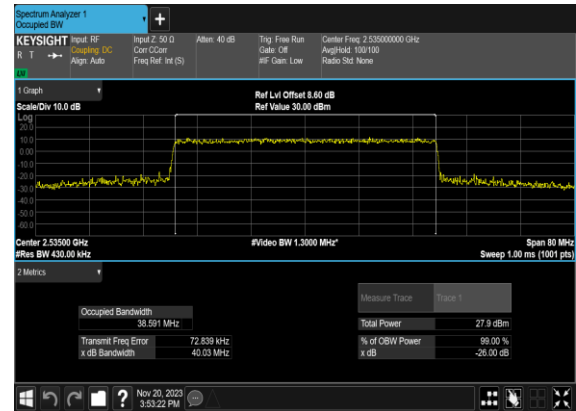 Spectrum Analyzer 1
Occupied BW
+
KEYSIGHT
R T
LXI
Input: RF
Coupling: DC
Align: Auto
Input Z: 50 Ω
Corr CCorr
Freq Ref: Int (S)
Atten: 40 dB
Trig: Free Run
Gate: Off
#IF Gain: Low
Center Freq: 2.535000000 GHz
Avg|Hold: 100/100
Radio Std: None
1 Graph
Scale/Div 10.0 dB
Ref Lvl Offset 8.60 dB
Ref Value 30.00 dBm
Log
20.0
10.0
0.00
-10.0
-20.0
-30.0
-40.0
-50.0
-60.0
Center 2.53500 GHz
#Res BW 430.00 kHz
#Video BW 1.3000 MHz*
Span 80 MHz
Sweep 1.00 ms (1001 pts)
2 Metrics
Measure Trace Trace 1
Occupied Bandwidth
38.591 MHz
Total Power 27.9 dBm
Transmit Freq Error 72.839 kHz
% of OBW Power 99.00 %
x dB Bandwidth 40.03 MHz
x dB -26.00 dB
?
Nov 20, 2023
3:53:22 PM